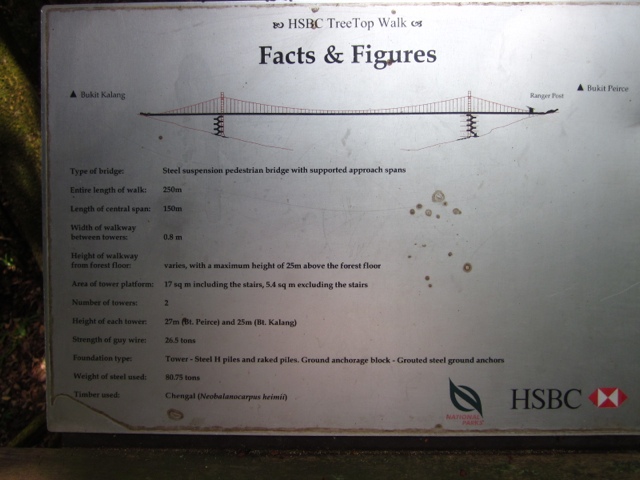 HSBC TreeTop Walk
Facts & Figures
Bukit Kalang
Ranger Post
Bukit Peirce
Type of bridge: Steel suspension pedestrian bridge with supported approach spans
Entire length of walk: 250m
Length of central span: 150m
Width of walkway
between towers: 0.8 m
Height of walkway
from forest floor: varies, with a maximum height of 25m above the forest floor
Area of tower platform: 17 sq m including the stairs, 5.4 sq m excluding the stairs
Number of towers: 2
Height of each tower: 27m (Bt. Peirce) and 25m (Bt. Kalang)
Strength of guy wire: 26.5 tons
Foundation type: Tower - Steel H piles and raked piles. Ground anchorage block - Grouted steel ground anchors
Weight of steel used: 80.75 tons
Timber used: Chengal (Neobalanocarpus heimii)
NATIONAL
PARKS
HSBC